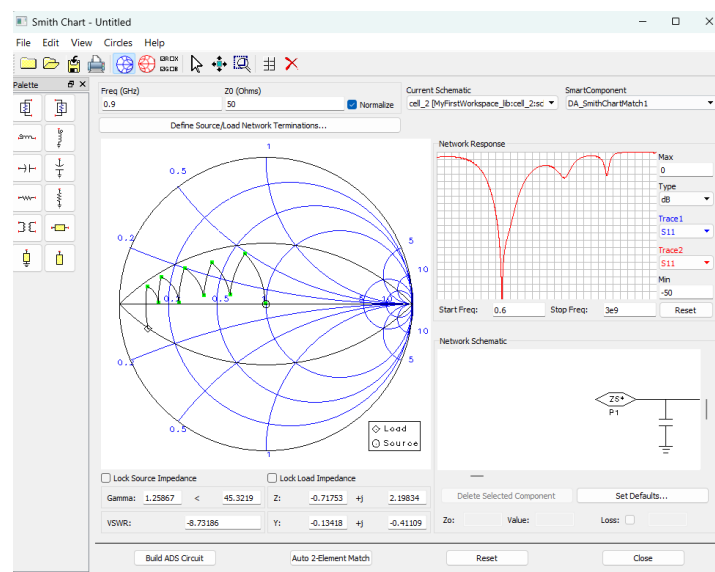 Smith Chart - Untitled
File Edit View Circles Help
Palette
Freq (GHz) Z0 (Ohms) Current Schematic SmartComponent
0.9 50 Normalize cell_2 [MyFirstWorkspace_lib:cell_2:sc DA_SmithChartMatch1
Define Source/Load Network Terminations...
Network Response
1
0.5
0.2
5
10
0.2 0.5 1 5 10
10
5
0.2
0.5
1
Load
Source
Max
0
Type
dB
Trace1
S11
Trace2
S11
Min
-50
Start Freq: 0.6 Stop Freq: 3e9 Reset
Network Schematic
ZS*
P1
Lock Source Impedance Lock Load Impedance
Gamma: 1.25867 < 45.3219 Z: -0.71753 +j 2.19834
VSWR: -8.73186 Y: -0.13418 +j -0.41109
Delete Selected Component Set Defaults...
Zo: Value: Loss:
Build ADS Circuit Auto 2-Element Match Reset Close